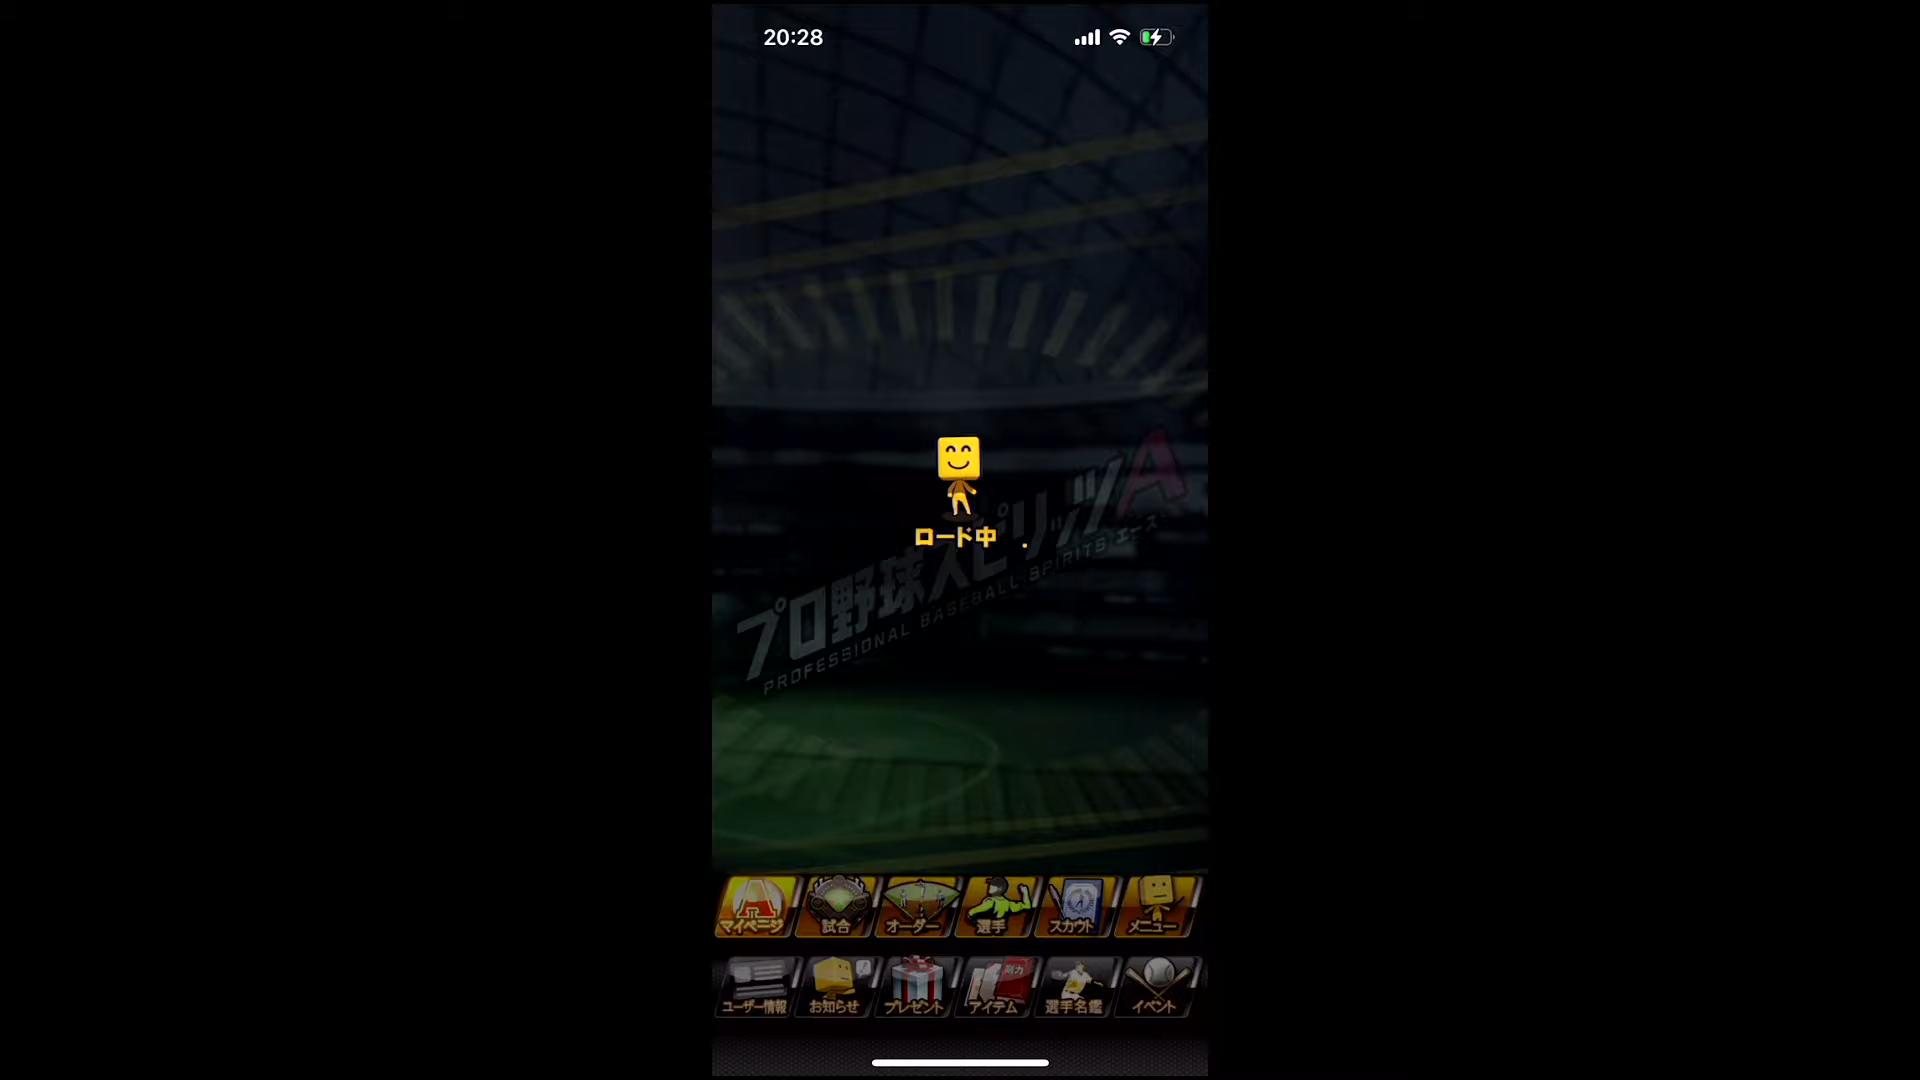 20:28
ロード中 .
プロ野球スピリッツA
PROFESSIONAL BASEBALL SPIRITS エース
マイページ
試合
オーダー
選手
スカウト
メニュー
ユーザー情報
お知らせ
プレゼント
アイテム
選手名鑑
イベント